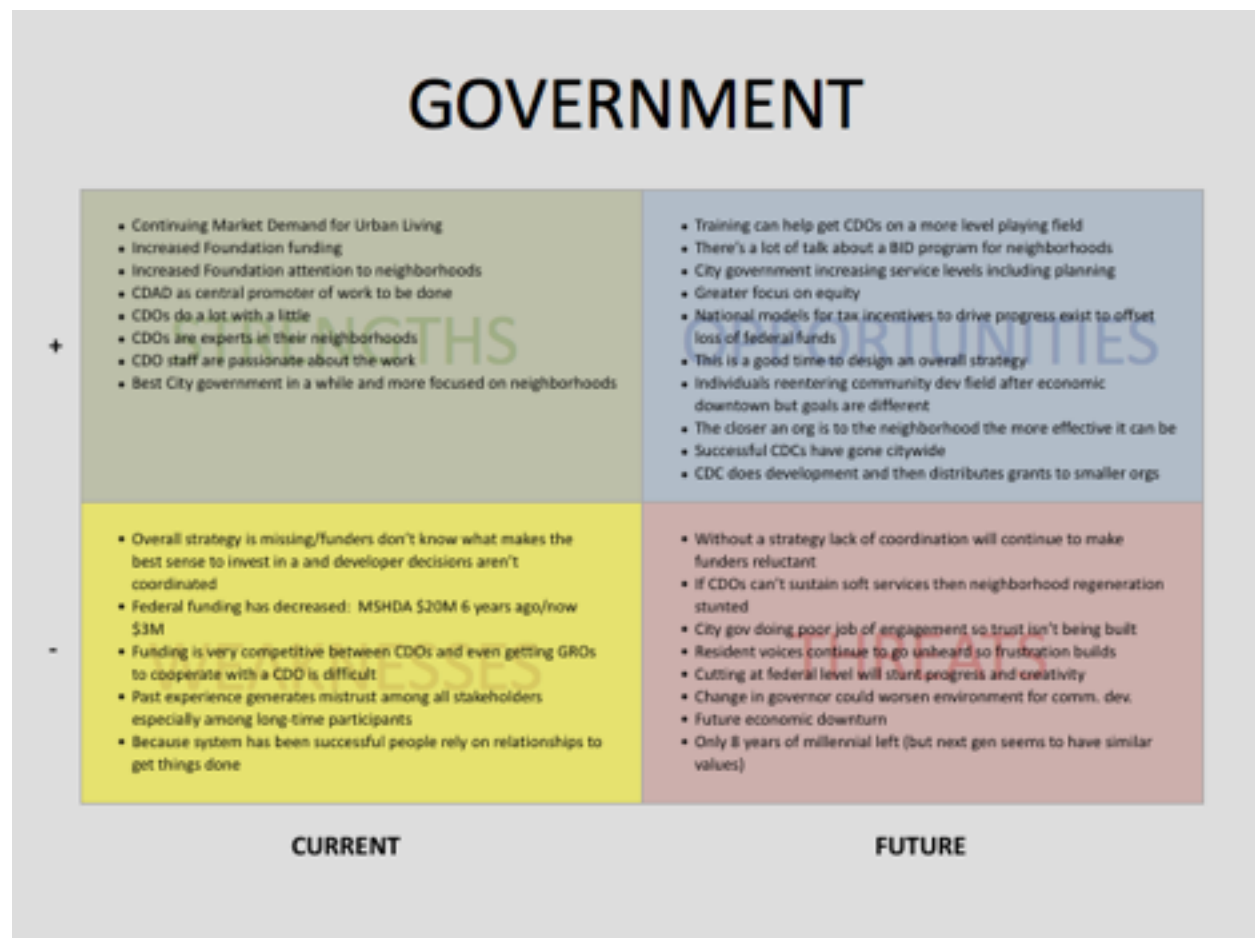 GOVERNMENT
+
STRENGTHS
• Continuing Market Demand for Urban Living
• Increased Foundation funding
• Increased Foundation attention to neighborhoods
• CDAD as central promoter of work to be done
• CDOs do a lot with a little
• CDOs are experts in their neighborhoods
• CDO staff are passionate about the work
• Best City government in a while and more focused on neighborhoods
OPPORTUNITIES
• Training can help get CDOs on a more level playing field
• There's a lot of talk about a BID program for neighborhoods
• City government increasing service levels including planning
• Greater focus on equity
• National models for tax incentives to drive progress exist to offset
loss of federal funds
• This is a good time to design an overall strategy
• Individuals reentering community dev field after economic
downtown but goals are different
• The closer an org is to the neighborhood the more effective it can be
• Successful CDCs have gone citywide
• CDC does development and then distributes grants to smaller orgs
-
WEAKNESSES
• Overall strategy is missing/funders don't know what makes the
best sense to invest in a and developer decisions aren't
coordinated
• Federal funding has decreased: MSHDA $20M 6 years ago/now
$3M
• Funding is very competitive between CDOs and even getting GROs
to cooperate with a CDO is difficult
• Past experience generates mistrust among all stakeholders
especially among long-time participants
• Because system has been successful people rely on relationships to
get things done
THREATS
• Without a strategy lack of coordination will continue to make
funders reluctant
• If CDOs can't sustain soft services then neighborhood regeneration
stunted
• City gov doing poor job of engagement so trust isn't being built
• Resident voices continue to go unheard so frustration builds
• Cutting at federal level will stunt progress and creativity
• Change in governor could worsen environment for comm. dev.
• Future economic downturn
• Only 8 years of millennial left (but next gen seems to have similar
values)
CURRENT
FUTURE